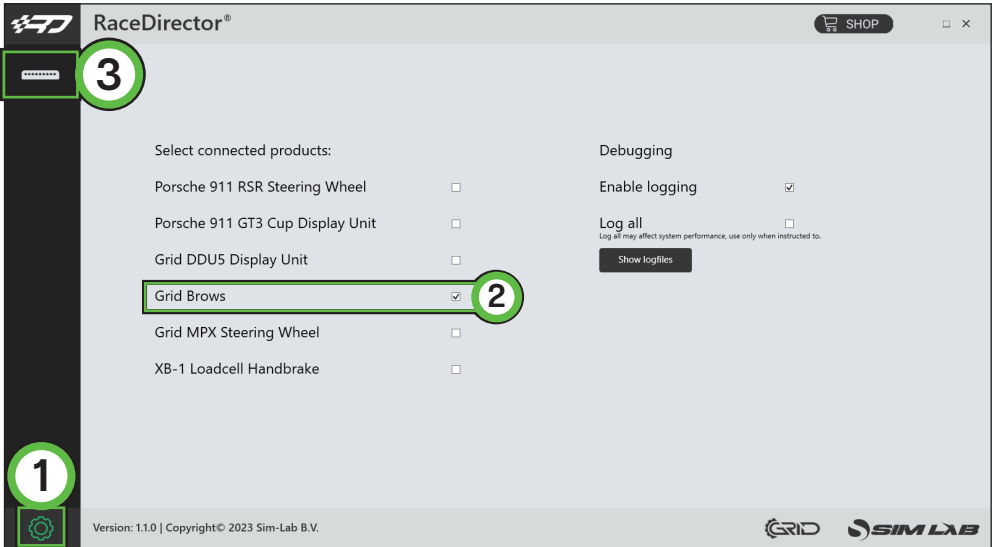 RaceDirector®
SHOP
3
Select connected products:
Porsche 911 RSR Steering Wheel
Porsche 911 GT3 Cup Display Unit
Grid DDU5 Display Unit
Grid Brows
2
Grid MPX Steering Wheel
XB-1 Loadcell Handbrake
Debugging
Enable logging
Log all
Log all may affect system performance, use only when instructed to.
Show logfiles
1
Version: 1.1.0 | Copyright© 2023 Sim-Lab B.V.
GRID
SIM LAB